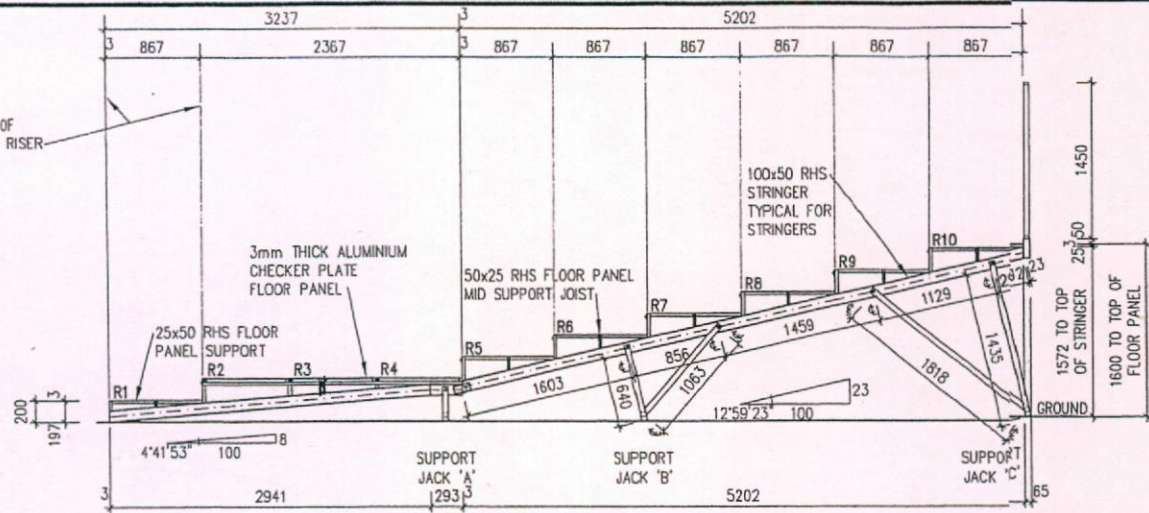 3237
3
5202
3
867
2367
867
867
867
867
867
867
OF
RISER
1450
100x50 RHS
STRINGER
TYPICAL FOR
STRINGERS
3mm THICK ALUMINIUM
CHECKER PLATE
FLOOR PANEL
50x25 RHS FLOOR PANEL
MID SUPPORT JOIST
25x50 RHS FLOOR
PANEL SUPPORT
R1
R2
R3
R4
R5
R6
R7
R8
R9
R10
50
3
25
23
1129
1459
856
1603
640
1063
1818
1435
1572 TO TOP
OF STRINGER
1600 TO TOP OF
FLOOR PANEL
200
3
197
4°41'53"
8
100
12°59'23"
23
100
GROUND
SUPPORT
JACK 'A'
SUPPORT
JACK 'B'
SUPPORT
JACK 'C'
3
2941
293
3
5202
65